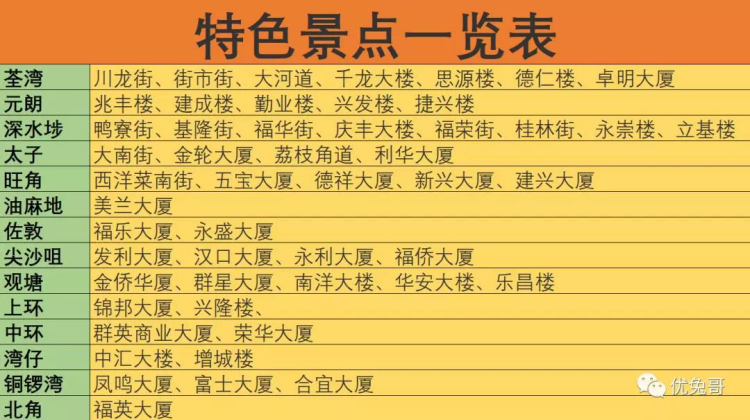 特色景点一览表
荃湾 川龙街、街市街、大河道、千龙大楼、思源楼、德仁楼、卓明大厦
元朗 兆丰楼、建成楼、勤业楼、兴发楼、捷兴楼
深水埗 鸭寮街、基隆街、福华街、庆丰大楼、福荣街、桂林街、永崇楼、立基楼
太子 大南街、金轮大厦、荔枝角道、利华大厦
旺角 西洋菜南街、五宝大厦、德祥大厦、新兴大厦、建兴大厦
油麻地 美兰大厦
佐敦 福乐大厦、永盛大厦
尖沙咀 发利大厦、汉口大厦、永利大厦、福侨大厦
观塘 金侨华厦、群星大厦、南洋大楼、华安大楼、乐昌楼
上环 锦邦大厦、兴隆楼、
中环 群英商业大厦、荣华大厦
湾仔 中汇大楼、增城楼
铜锣湾 凤鸣大厦、富士大厦、合宜大厦
北角 福英大厦
优兔哥